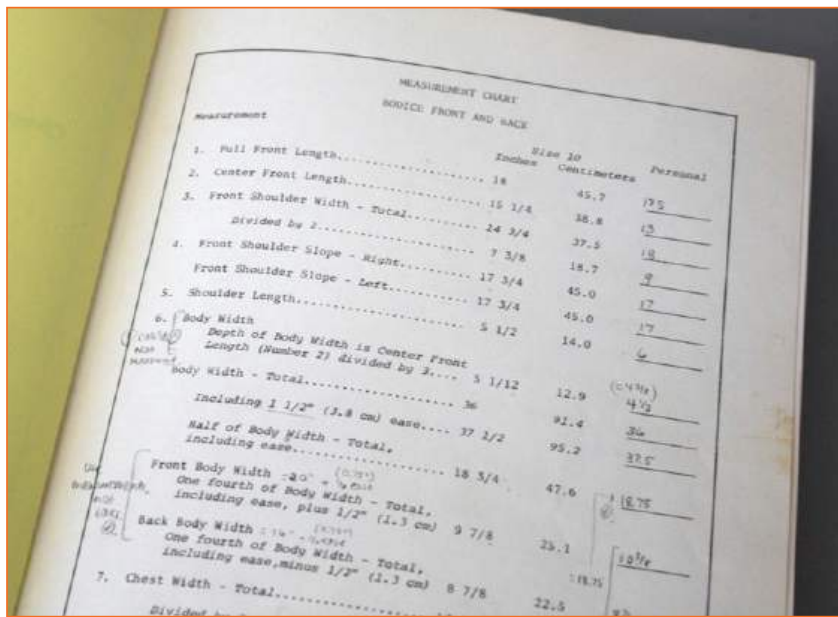 MEASUREMENT CHART
BODICE FRONT AND BACK
Measurement
Size 10
Inches Centimeters Personal
1. Full Front Length.................... 18 45.7 17.5
2. Center Front Length.................. 15 1/4 38.8 13
3. Front Shoulder Width - Total......... 14 3/4 37.5 18
Divided by 2....................... 7 3/8 18.7 9
4. Front Shoulder Slope - Right......... 17 3/4 45.0 17
Front Shoulder Slope - Left.......... 17 3/4 45.0 17
5. Shoulder Length...................... 5 1/2 14.0 6
6. Body Width
Depth of Body Width is Center Front
Length (Number 2) divided by 3.... 5 1/12 12.9 4 1/3
Body Width - Total................... 36 91.4 36
Including 1 1/2" (3.8 cm) ease.... 37 1/2 95.2 37.5
Half of Body Width - Total,
including ease.................... 18 3/4 47.6 18.75
Front Body Width
One fourth of Body Width - Total,
including ease, plus 1/2" (1.3 cm) 9 7/8 25.1 10 3/8
Back Body Width
One fourth of Body Width - Total,
including ease, minus 1/2" (1.3 cm) 8 7/8 22.5
:18.75
7. Chest Width - Total